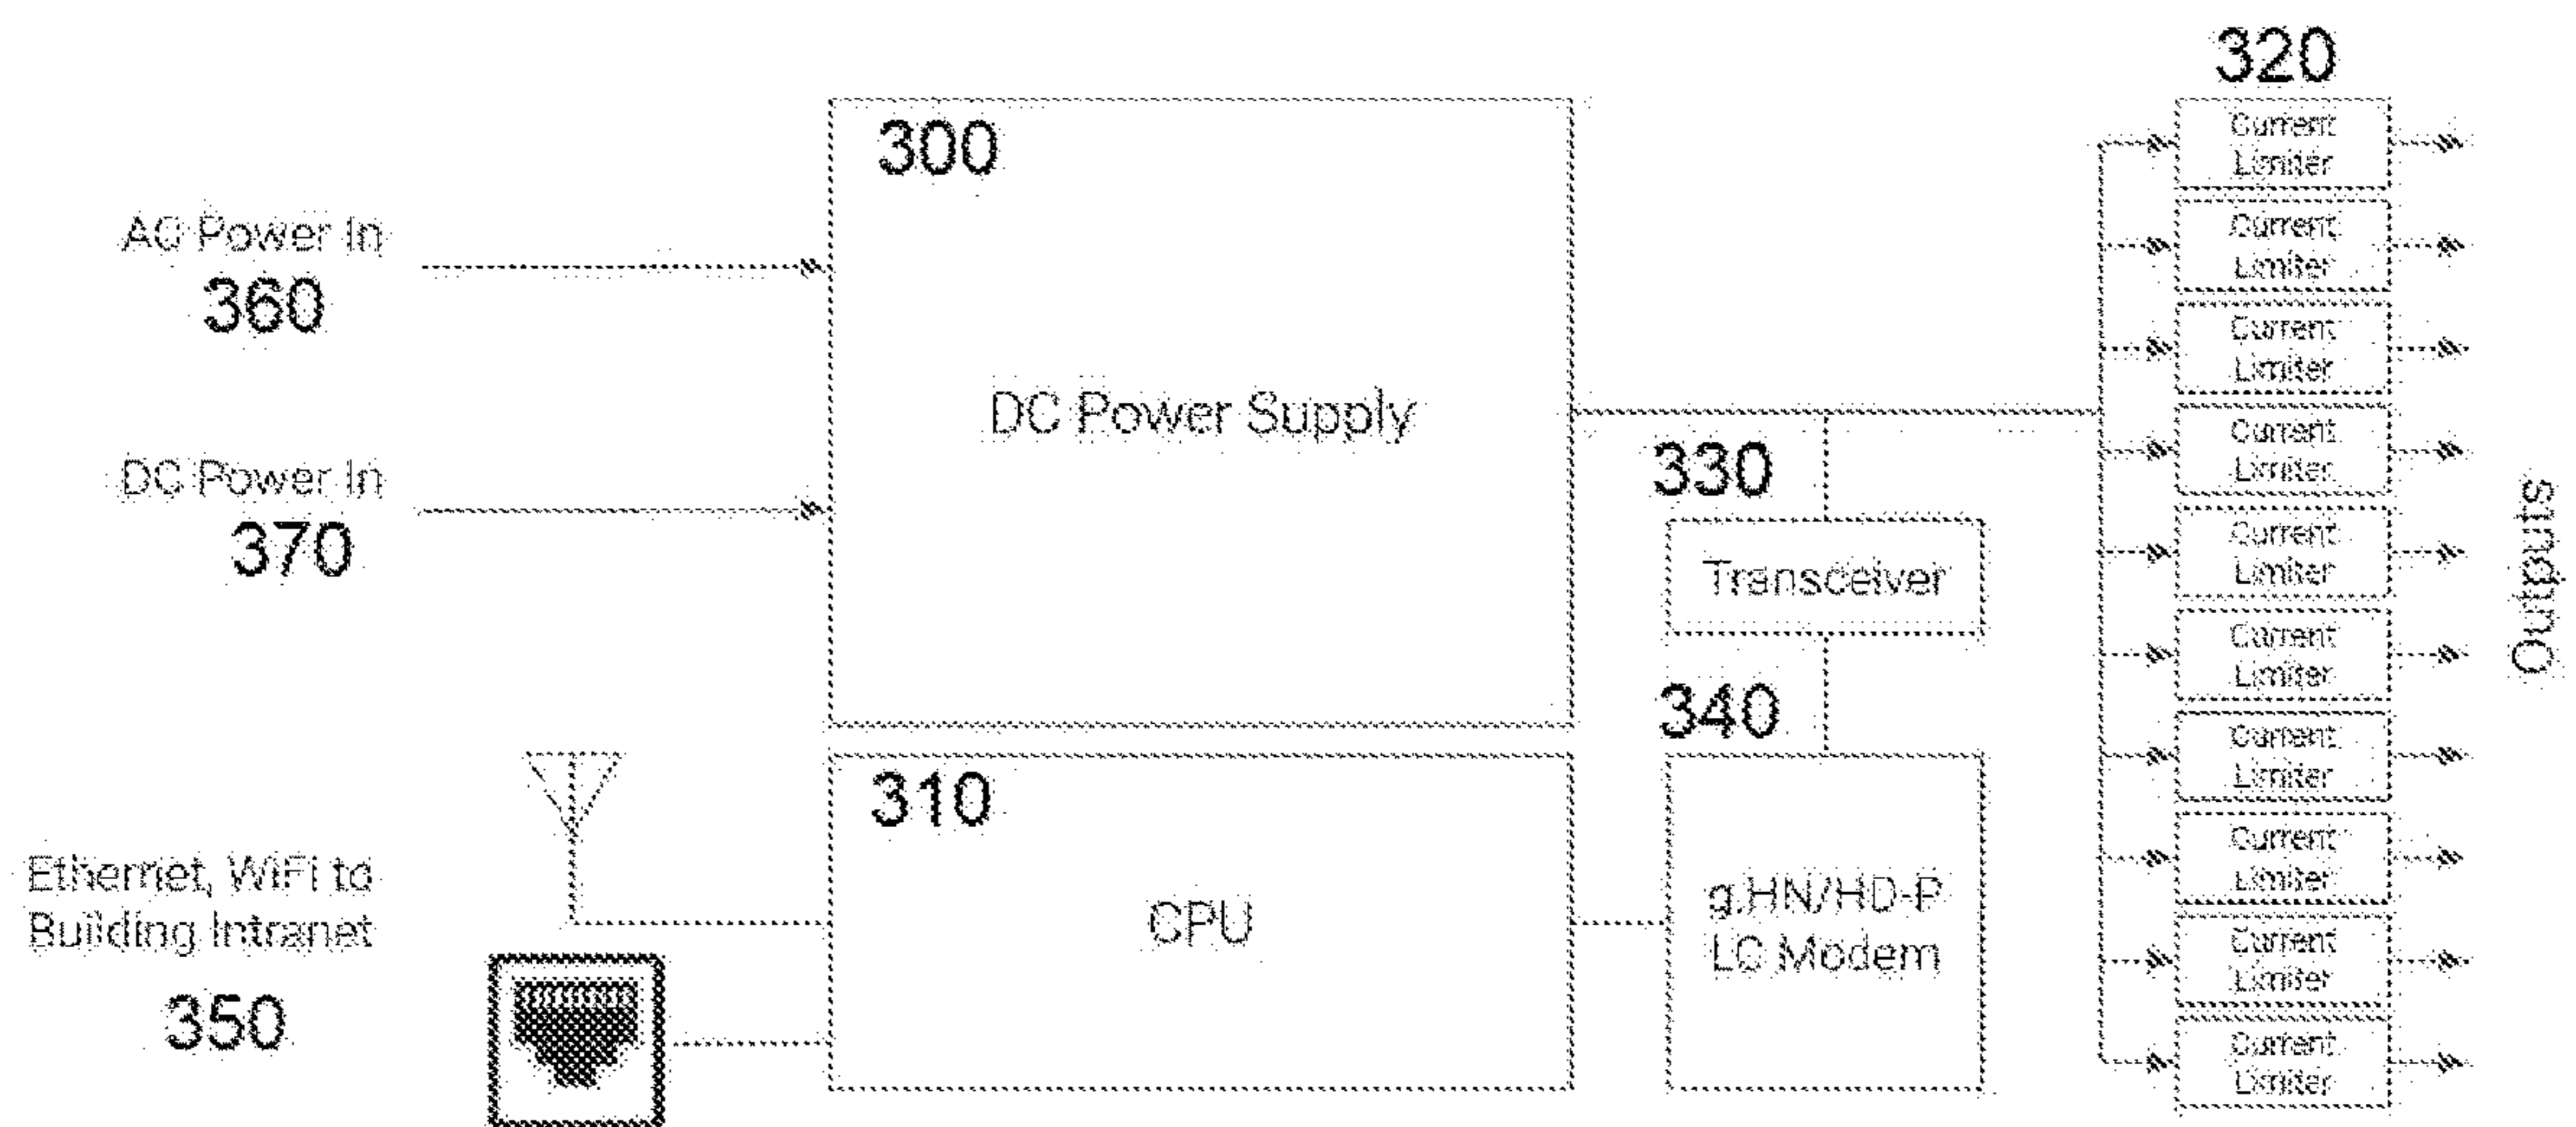 320
300
AC Power In
360
DC Power Supply
DC Power In
370
330
Transceiver
340
310
CPU
g.HN/HD-P
LC Modem
Ethernet, WiFi to
Building Intranet
350
Current
Limiter
Current
Limiter
Current
Limiter
Current
Limiter
Current
Limiter
Current
Limiter
Current
Limiter
Current
Limiter
Current
Limiter
Current
Limiter
Outputs